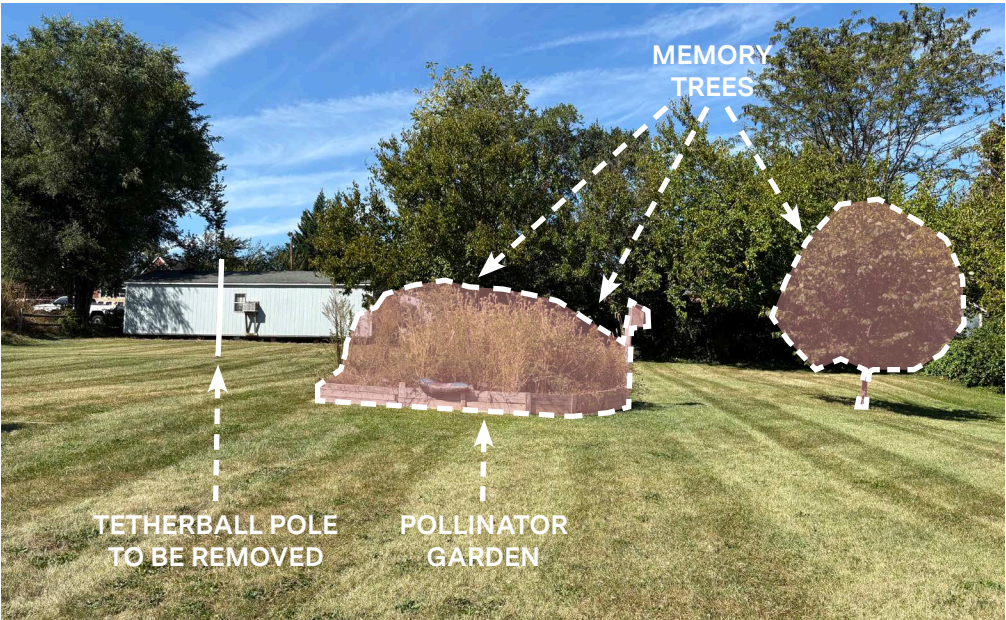 MEMORY
TREES
TETHERBALL POLE
TO BE REMOVED
POLLINATOR
GARDEN